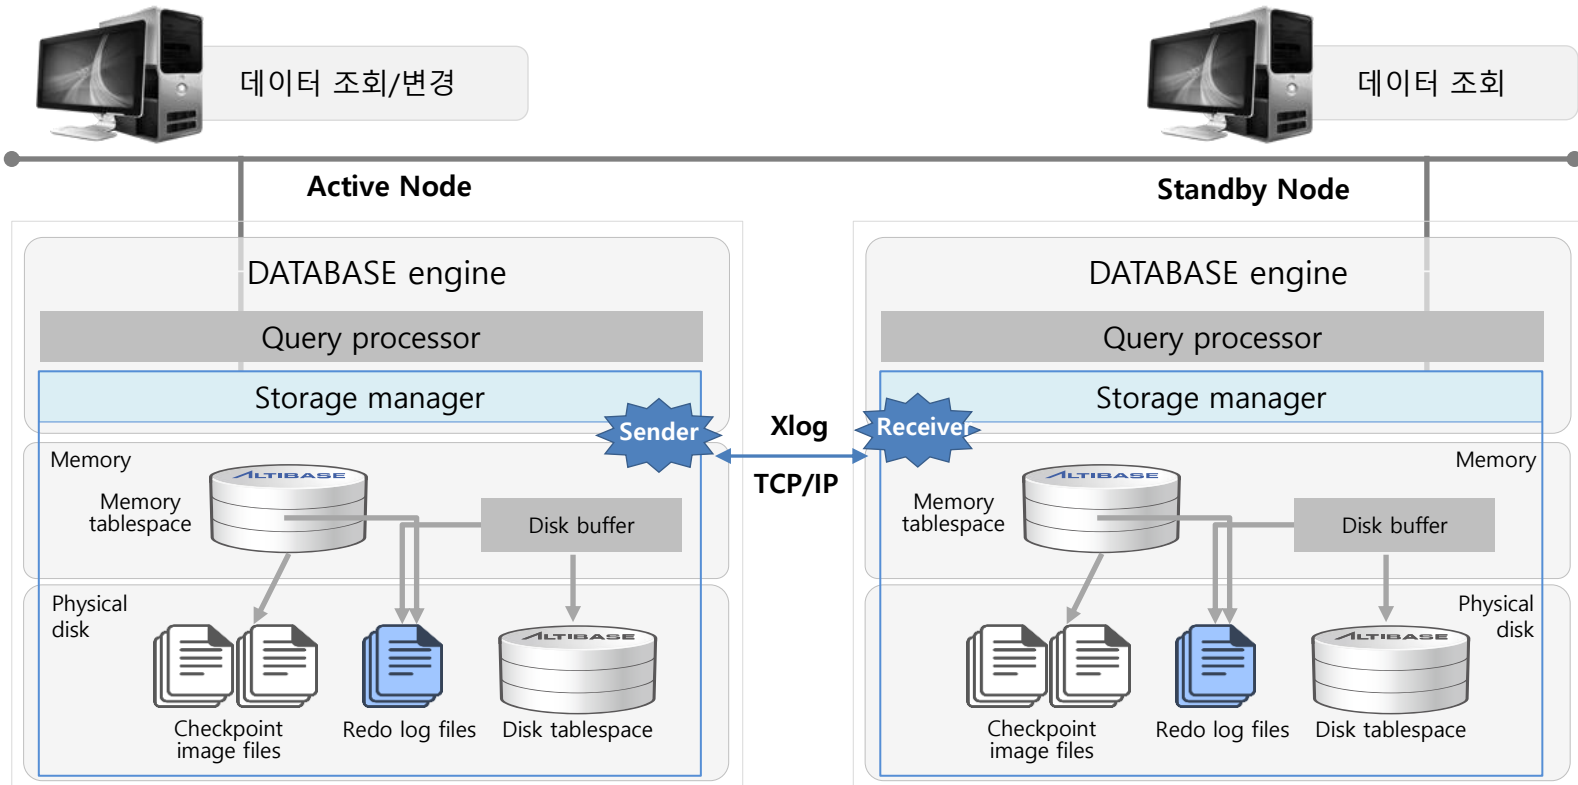 데이터 조회/변경
데이터 조회
Active Node
Standby Node
DATABASE engine
Query processor
Storage manager
Sender
Memory
ALTIBASE
Memory
tablespace
Disk buffer
Physical
disk
ALTIBASE
Checkpoint
image files
Redo log files
Disk tablespace
Xlog
TCP/IP
DATABASE engine
Query processor
Storage manager
Receiver
Memory
ALTIBASE
Memory
tablespace
Disk buffer
Physical
disk
ALTIBASE
Checkpoint
image files
Redo log files
Disk tablespace